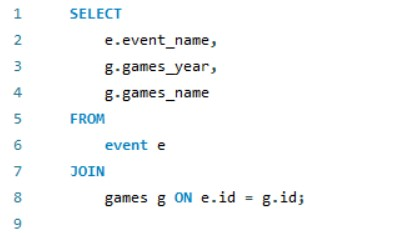 1 SELECT
2 e.event_name,
3 g.games_year,
4 g.games_name
5 FROM
6 event e
7 JOIN
8 games g ON e.id = g.id;
9